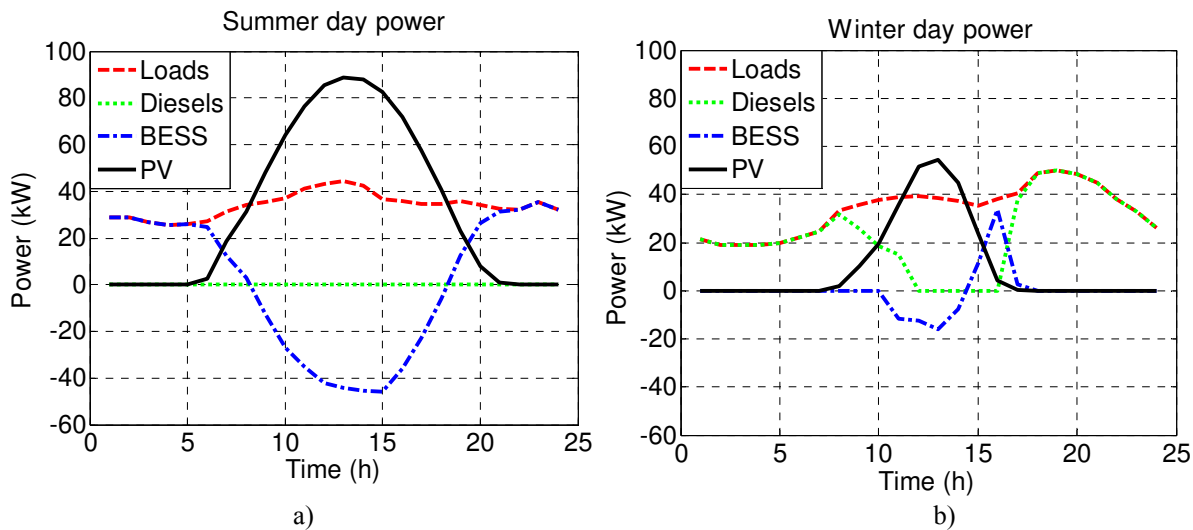 Summer day power
100
80
60
40
20
0
-20
-40
-60
Power (kW)
Loads
Diesels
BESS
PV
0
5
10
15
20
25
Time (h)
a)
Winter day power
100
80
60
40
20
0
-20
-40
-60
Power (kW)
Loads
Diesels
BESS
PV
0
5
10
15
20
25
Time (h)
b)